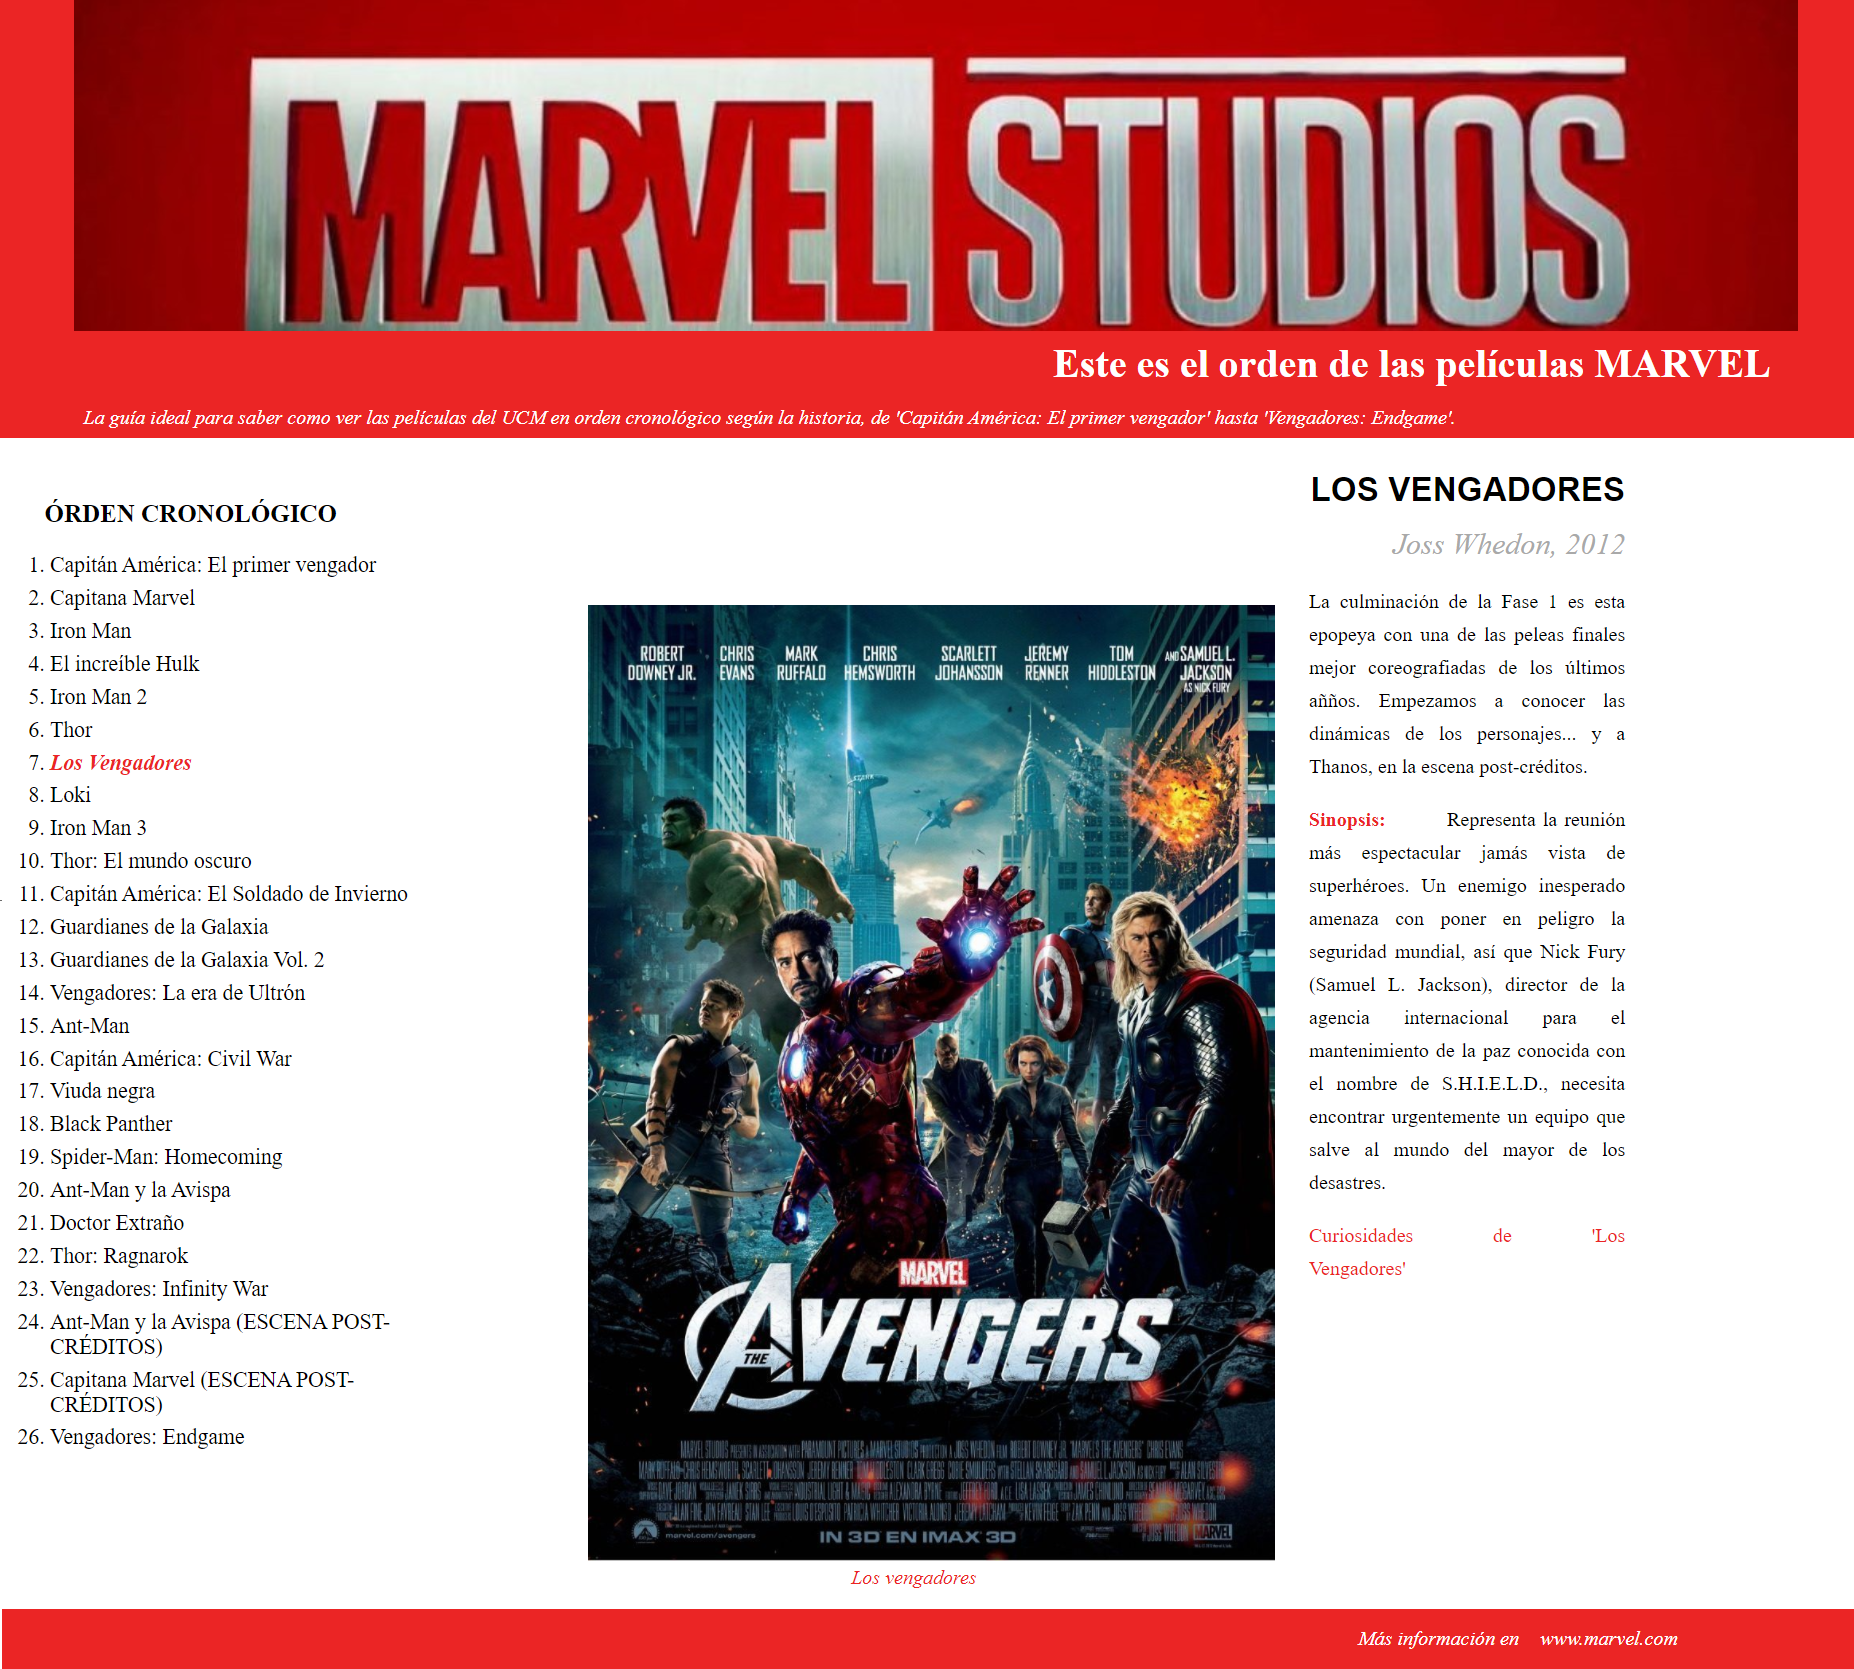 MARVEL STUDIOS
Este es el orden de las películas MARVEL
La guía ideal para saber como ver las películas del UCM en orden cronológico según la historia, de 'Capitán América: El primer vengador' hasta 'Vengadores: Endgame'.
ÓRDEN CRONOLÓGICO
1. Capitán América: El primer vengador
2. Capitana Marvel
3. Iron Man
4. El increíble Hulk
5. Iron Man 2
6. Thor
7. Los Vengadores
8. Loki
9. Iron Man 3
10. Thor: El mundo oscuro
11. Capitán América: El Soldado de Invierno
12. Guardianes de la Galaxia
13. Guardianes de la Galaxia Vol. 2
14. Vengadores: La era de Ultrón
15. Ant-Man
16. Capitán América: Civil War
17. Viuda negra
18. Black Panther
19. Spider-Man: Homecoming
20. Ant-Man y la Avispa
21. Doctor Extraño
22. Thor: Ragnarok
23. Vengadores: Infinity War
24. Ant-Man y la Avispa (ESCENA POST-
CRÉDITOS)
25. Capitana Marvel (ESCENA POST-
CRÉDITOS)
26. Vengadores: Endgame
ROBERT DOWNEY JR.
CHRIS EVANS
MARK RUFFALO
CHRIS HEMSWORTH
SCARLETT JOHANSSON
JEREMY RENNER
TOM HIDDLESTON
AND SAMUEL L. JACKSON
AS NICK FURY
MARVEL
THE AVENGERS
marvel.com/avengers
IN 3D EN IMAX 3D
MARVEL
Los vengadores
LOS VENGADORES
Joss Whedon, 2012
La culminación de la Fase 1 es esta
epopeya con una de las peleas finales
mejor coreografiadas de los últimos
añños. Empezamos a conocer las
dinámicas de los personajes... y a
Thanos, en la escena post-créditos.
Sinopsis: Representa la reunión
más espectacular jamás vista de
superhéroes. Un enemigo inesperado
amenaza con poner en peligro la
seguridad mundial, así que Nick Fury
(Samuel L. Jackson), director de la
agencia internacional para el
mantenimiento de la paz conocida con
el nombre de S.H.I.E.L.D., necesita
encontrar urgentemente un equipo que
salve al mundo del mayor de los
desastres.
Curiosidades de 'Los
Vengadores'
Más información en www.marvel.com